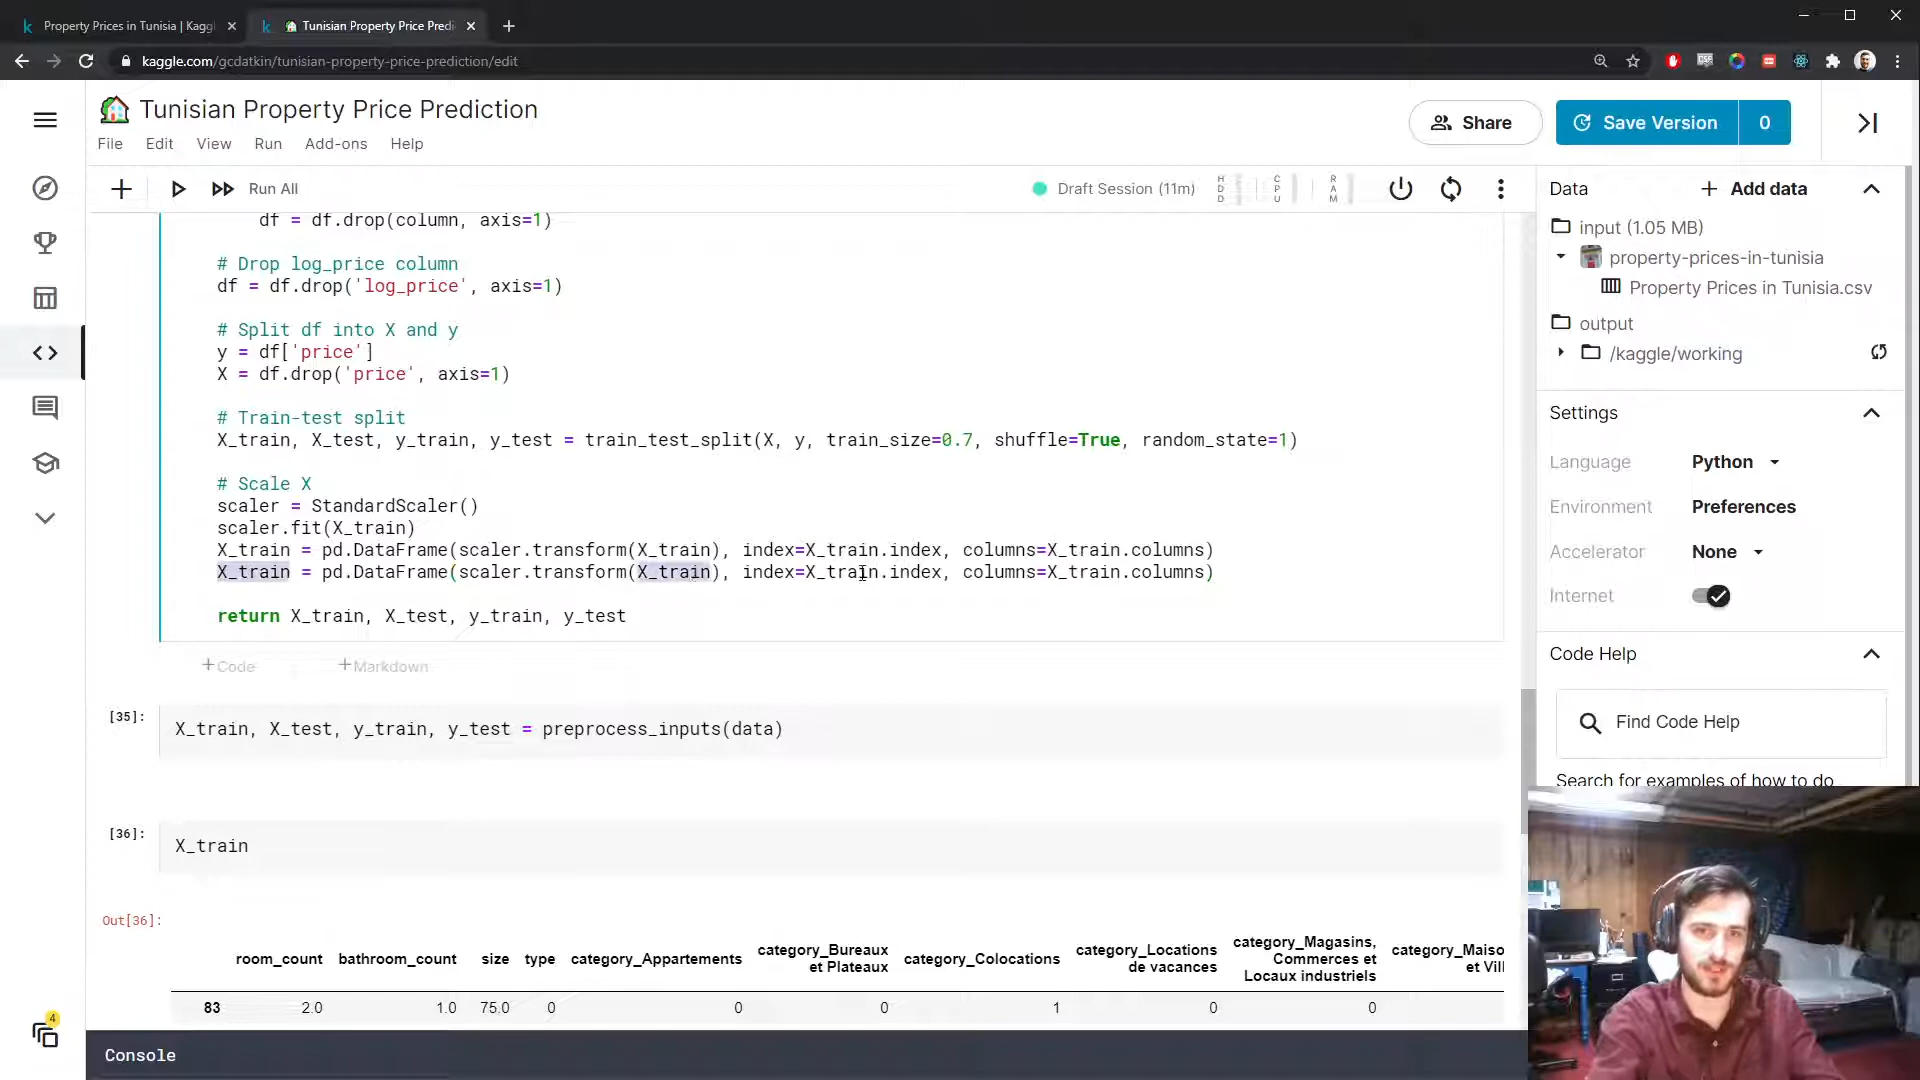 Property Prices in Tunisia | Kaggl
Tunisian Property Price Predi
kaggle.com/gcdatkin/tunisian-property-price-prediction/edit
Tunisian Property Price Prediction
File Edit View Run Add-ons Help
Share
Save Version 0
Run All
Draft Session (11m)
HDD CPU RAM
df = df.drop(column, axis=1)
# Drop log_price column
df = df.drop('log_price', axis=1)
# Split df into X and y
y = df['price']
X = df.drop('price', axis=1)
# Train-test split
X_train, X_test, y_train, y_test = train_test_split(X, y, train_size=0.7, shuffle=True, random_state=1)
# Scale X
scaler = StandardScaler()
scaler.fit(X_train)
X_train = pd.DataFrame(scaler.transform(X_train), index=X_train.index, columns=X_train.columns)
X_train = pd.DataFrame(scaler.transform(X_train), index=X_train.index, columns=X_train.columns)
return X_train, X_test, y_train, y_test
+Code +Markdown
[35]:
X_train, X_test, y_train, y_test = preprocess_inputs(data)
[36]:
X_train
Out[36]:
room_count bathroom_count size type category_Appartements category_Bureaux et Plateaux category_Colocations category_Locations de vacances category_Magasins, Commerces et Locaux industriels category_Maiso et Vill
83 2.0 1.0 75.0 0 0 0 1 0 0
Console
4
Data
+ Add data
input (1.05 MB)
property-prices-in-tunisia
Property Prices in Tunisia.csv
output
/kaggle/working
Settings
Language Python
Environment Preferences
Accelerator None
Internet
Code Help
Find Code Help
Search for examples of how to do